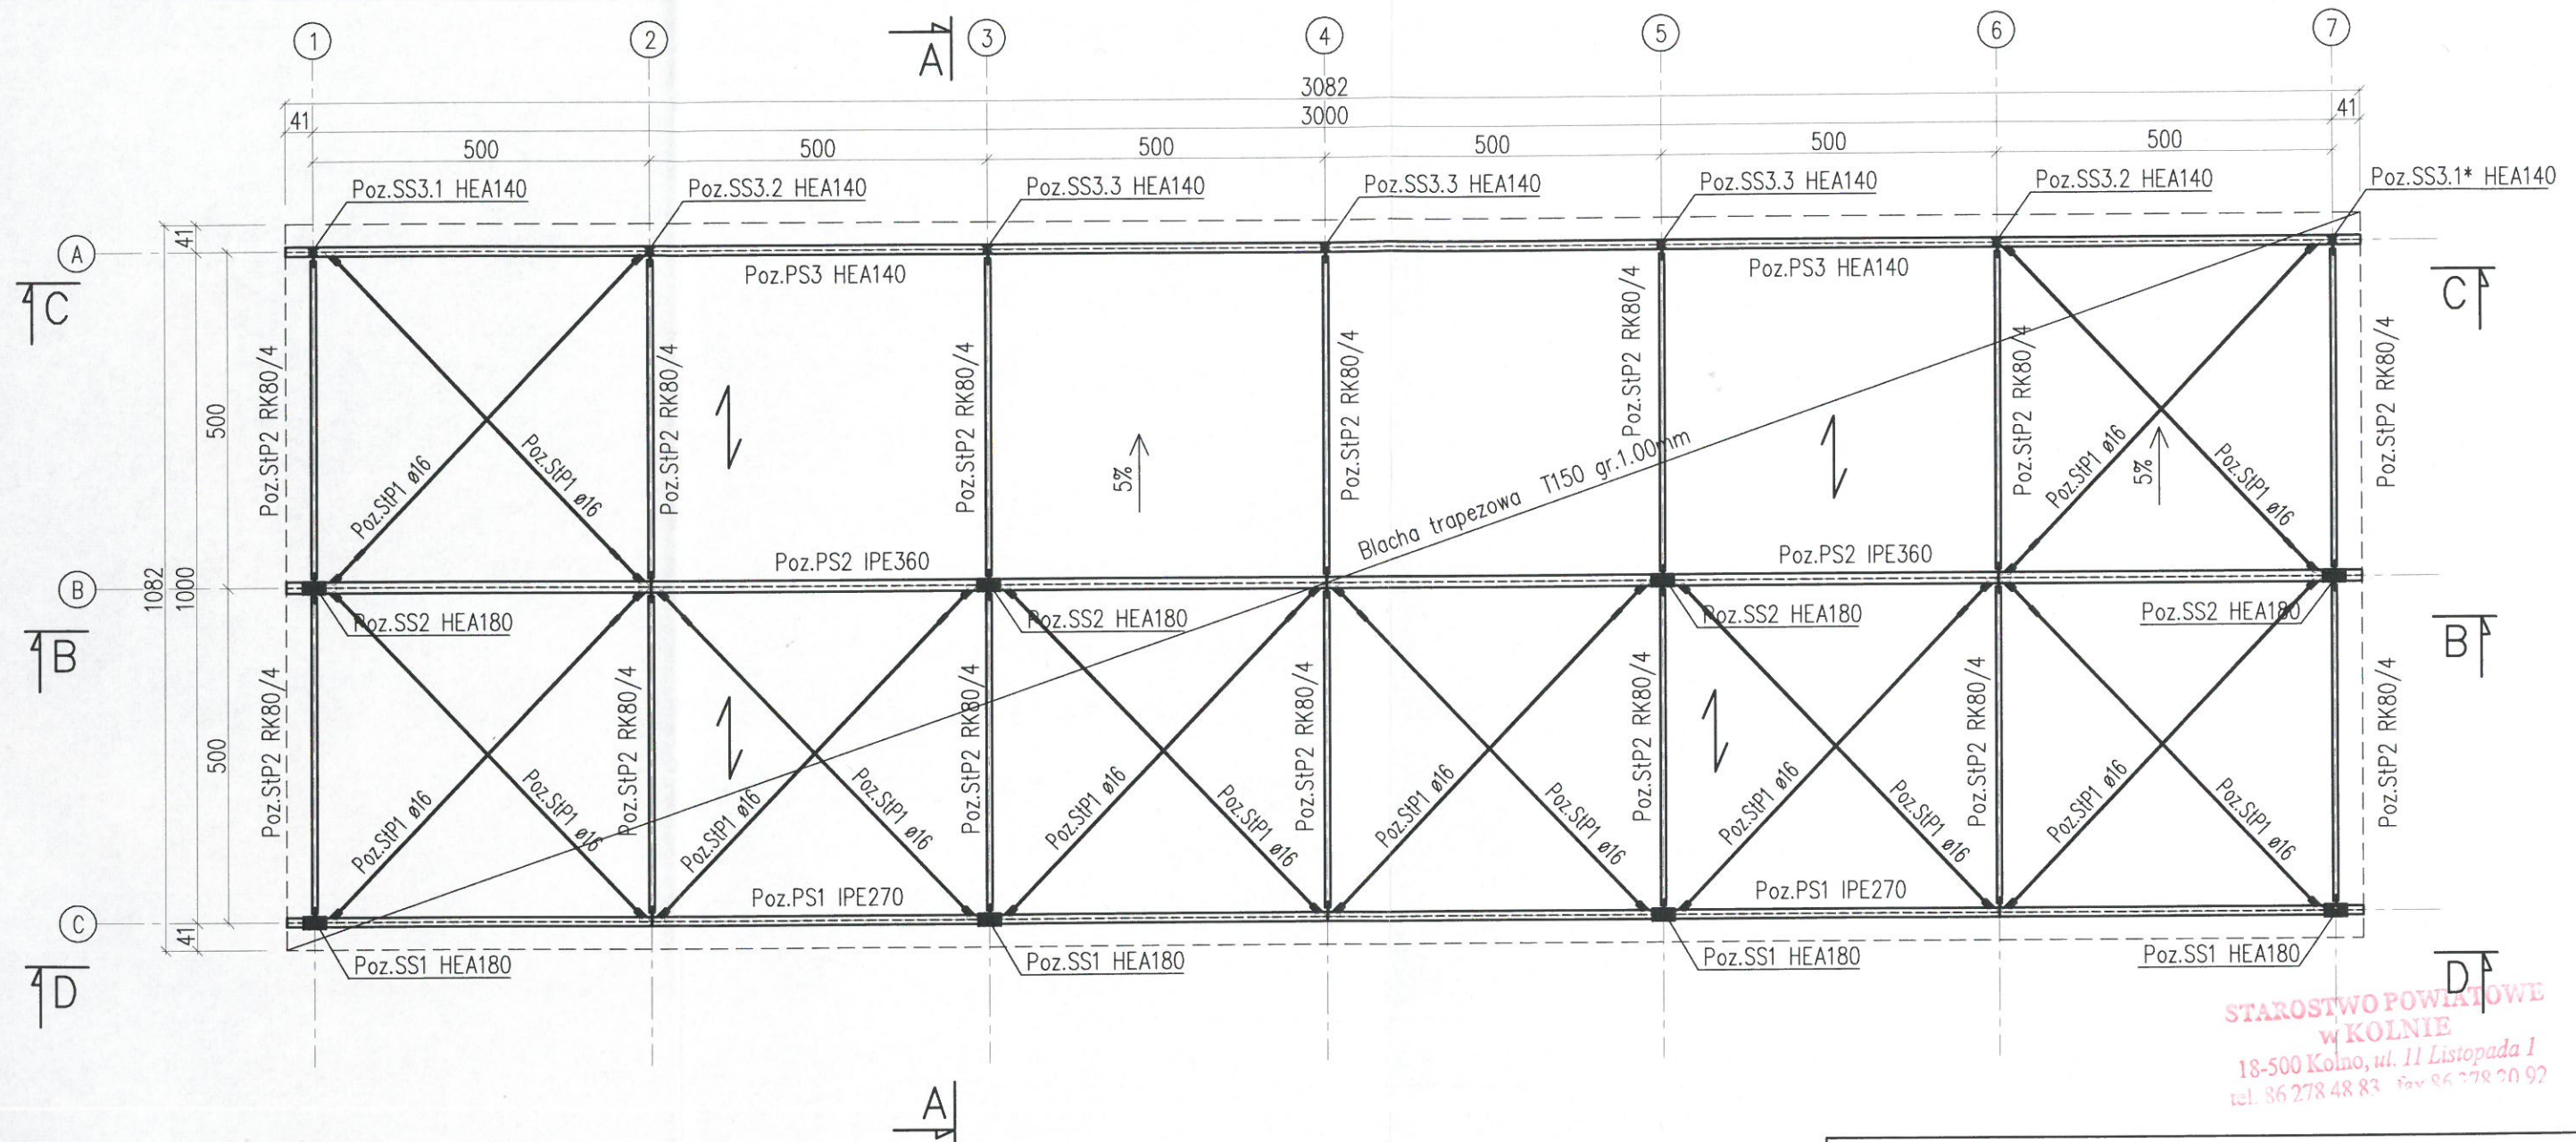 1 2 3 4 5 6 7
A
3082
3000
41 41
500 500 500 500 500 500
Poz.SS3.1 HEA140
Poz.SS3.2 HEA140
Poz.SS3.3 HEA140
Poz.SS3.3 HEA140
Poz.SS3.3 HEA140
Poz.SS3.2 HEA140
Poz.SS3.1* HEA140
41
A
C C
Poz.PS3 HEA140
Poz.PS3 HEA140
Poz.StP2 RK80/4
Poz.StP2 RK80/4
Poz.StP2 RK80/4
Poz.StP2 RK80/4
Poz.StP2 RK80/4
Poz.StP2 RK80/4
Poz.StP2 RK80/4
500
Poz.StP1 ø16
Poz.StP1 ø16
5%
Blacha trapezowa T150 gr.1.00mm
Poz.StP1 ø16
5%
Poz.StP1 ø16
Poz.PS2 IPE360
Poz.PS2 IPE360
B
1082
1000
Poz.SS2 HEA180
Poz.SS2 HEA180
Poz.SS2 HEA180
Poz.SS2 HEA180
B B
500
Poz.StP2 RK80/4
Poz.StP2 RK80/4
Poz.StP2 RK80/4
Poz.StP2 RK80/4
Poz.StP2 RK80/4
Poz.StP2 RK80/4
Poz.StP2 RK80/4
Poz.StP1 ø16
Poz.StP1 ø16
Poz.StP1 ø16
Poz.StP1 ø16
Poz.StP1 ø16
Poz.StP1 ø16
Poz.StP1 ø16
Poz.StP1 ø16
Poz.StP1 ø16
Poz.StP1 ø16
Poz.StP1 ø16
Poz.StP1 ø16
Poz.PS1 IPE270
Poz.PS1 IPE270
C
41
Poz.SS1 HEA180
Poz.SS1 HEA180
Poz.SS1 HEA180
Poz.SS1 HEA180
D D
STAROSTWO POWIATOWE
w KOLNIE
18-500 Kolno, ul. 11 Listopada 1
tel. 86 278 48 83 fax 86 278 20 92
A